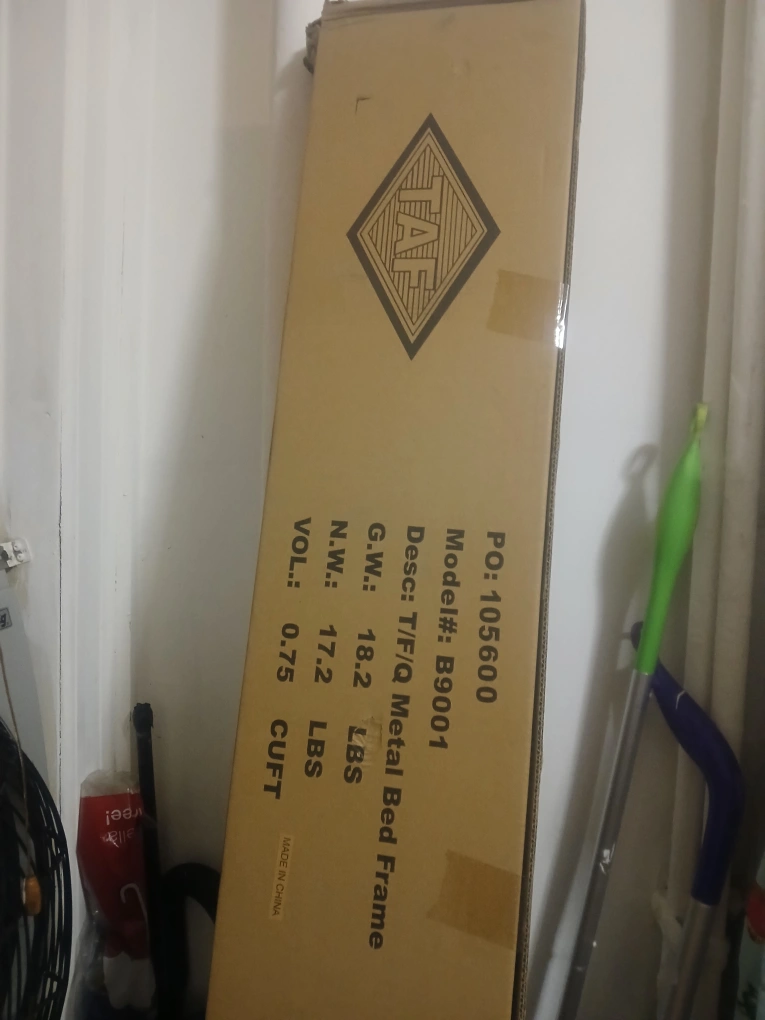 TAF
PO: 105600
Model#: B9001
Desc: T/F/Q Metal Bed Frame
G.W.: 18.2 LBS
N.W.: 17.2 LBS
VOL.: 0.75 CUFT
MADE IN CHINA
ree!